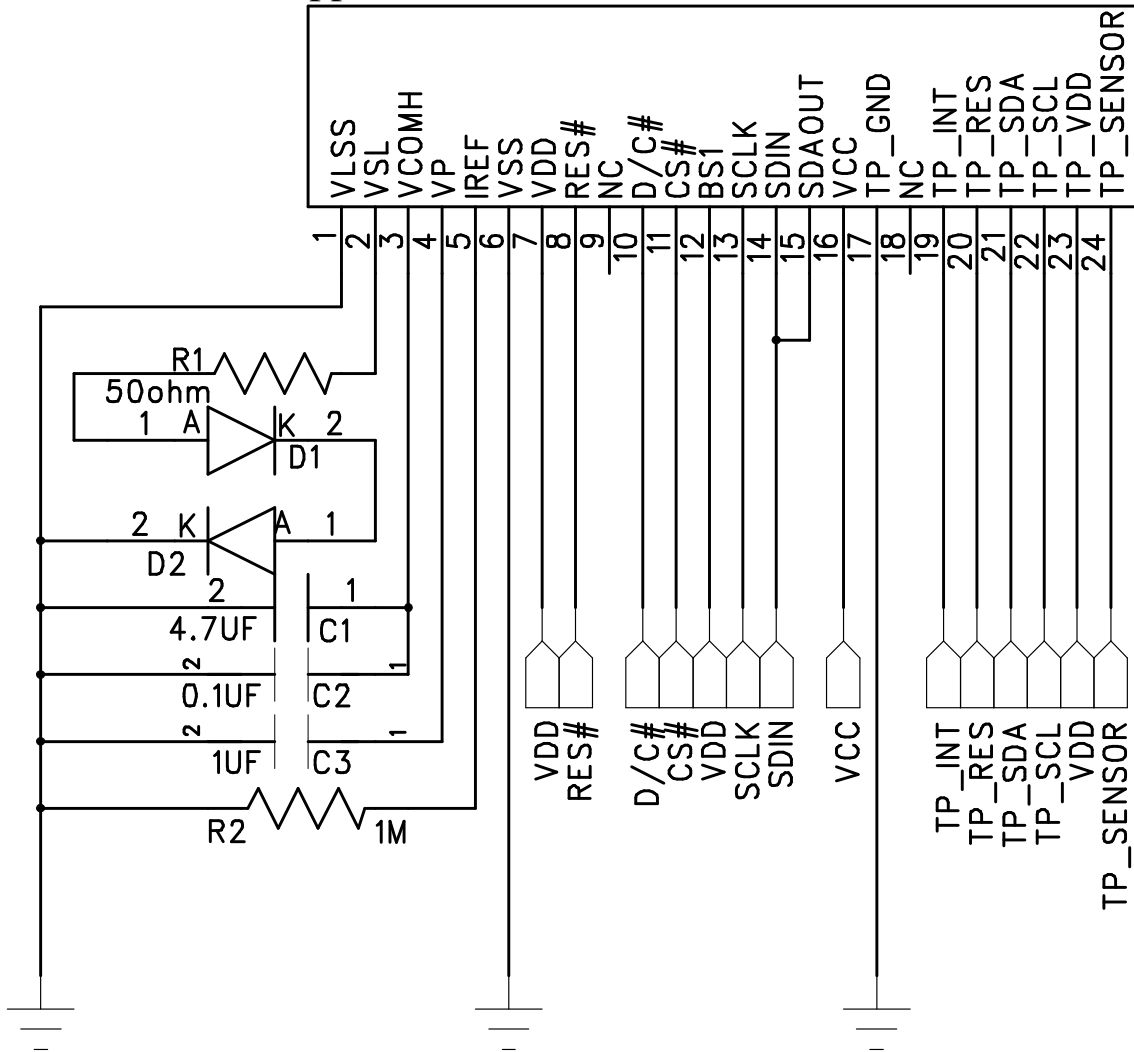 VLSS
VSL
VCOMH
VP
IREF
VSS
VDD
RES#
NC
D/C#
CS#
BS1
SCLK
SDIN
SDAOUT
VCC
TP_GND
NC
TP_INT
TP_RES
TP_SDA
TP_SCL
TP_VDD
TP_SENSOR
1
2
3
4
5
6
7
8
9
10
11
12
13
14
15
16
17
18
19
20
21
22
23
24
R1
50ohm
1 A K 2
D1
2 K A 1
D2
2 1
4.7UF C1
2 1
0.1UF C2
2 1
1UF C3
R2 1M
VDD
RES#
D/C#
CS#
VDD
SCLK
SDIN
VCC
TP_INT
TP_RES
TP_SDA
TP_SCL
VDD
TP_SENSOR